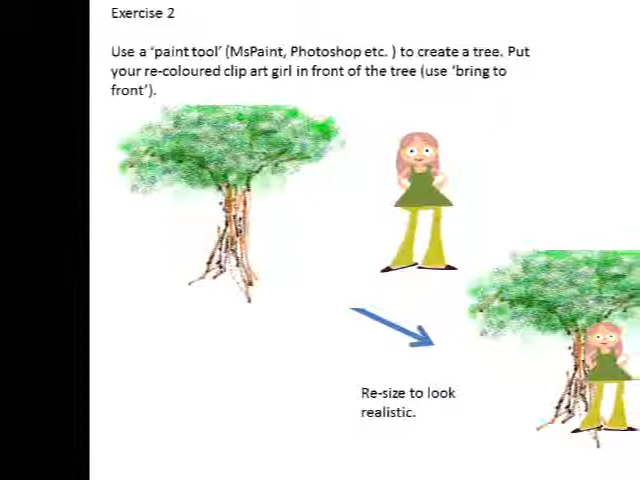 Exercise 2
Use a ‘paint tool’ (MsPaint, Photoshop etc. ) to create a tree. Put
your re-coloured clip art girl in front of the tree (use ‘bring to
front’).
Re-size to look
realistic.